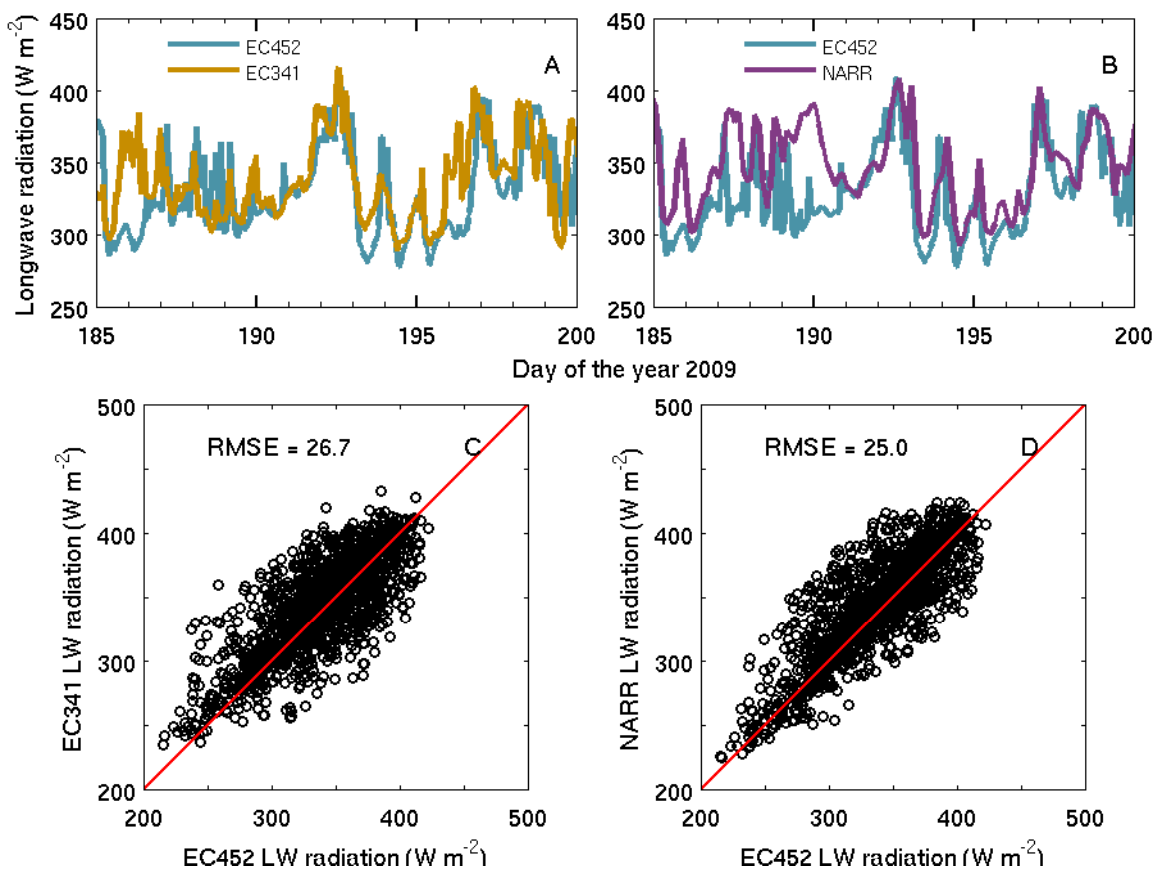 Longwave radiation (W m-2)
450
400
350
300
250
EC452
EC341
A
185
190
195
200
450
400
350
300
250
EC452
NARR
B
185
190
195
200
Day of the year 2009
EC341 LW radiation (W m-2)
500
400
300
200
RMSE = 26.7
C
200
300
400
500
EC452 LW radiation (W m-2)
NARR LW radiation (W m-2)
500
400
300
200
RMSE = 25.0
D
200
300
400
500
EC452 LW radiation (W m-2)